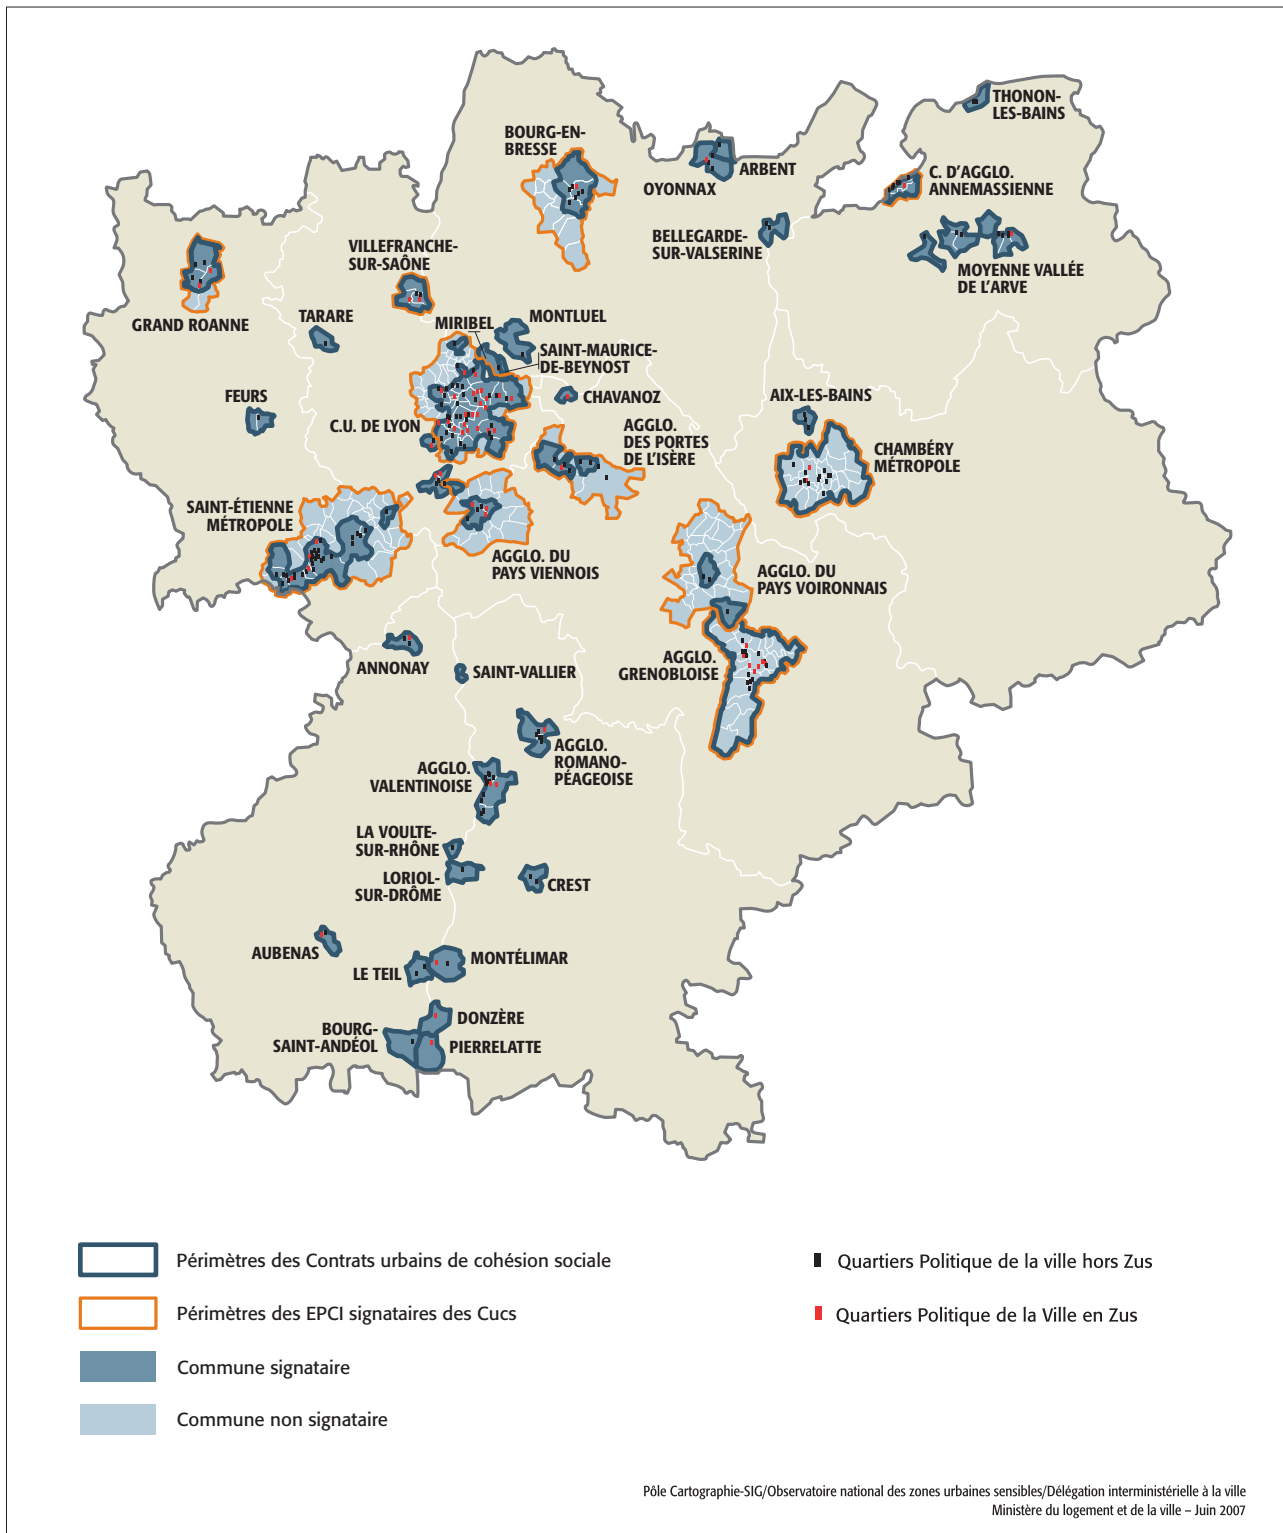 THONON-
LES-BAINS
BOURG-EN-
BRESSE
ARBENT
OYONNAX
C. D'AGGLO.
ANNEMASSIENNE
BELLEGARDE-
SUR-VALSERINE
VILLEFRANCHE-
SUR-SAÔNE
MOYENNE VALLÉE
DE L'ARVE
GRAND ROANNE
TARARE
MIRIBEL
MONTLUEL
SAINT-MAURICE-
DE-BEYNOST
FEURS
CHAVANOZ
AIX-LES-BAINS
C.U. DE LYON
AGGLO.
DES PORTES
DE L'ISÈRE
CHAMBÉRY
MÉTROPOLE
SAINT-ÉTIENNE
MÉTROPOLE
AGGLO. DU
PAYS VIENNOIS
AGGLO. DU
PAYS VOIRONNAIS
ANNONAY
SAINT-VALLIER
AGGLO.
GRENOBLOISE
AGGLO.
ROMANO-
PÉAGEOISE
AGGLO.
VALENTINOISE
LA VOULTE-
SUR-RHÔNE
LORIOL-
SUR-DRÔME
CREST
AUBENAS
LE TEIL
MONTÉLIMAR
DONZÈRE
BOURG-
SAINT-ANDÉOL
PIERRELATTE
Périmètres des Contrats urbains de cohésion sociale
Périmètres des EPCI signataires des Cucs
Commune signataire
Commune non signataire
Quartiers Politique de la ville hors Zus
Quartiers Politique de la Ville en Zus
Pôle Cartographie-SIG/Observatoire national des zones urbaines sensibles/Délégation interministérielle à la ville
Ministère du logement et de la ville – Juin 2007